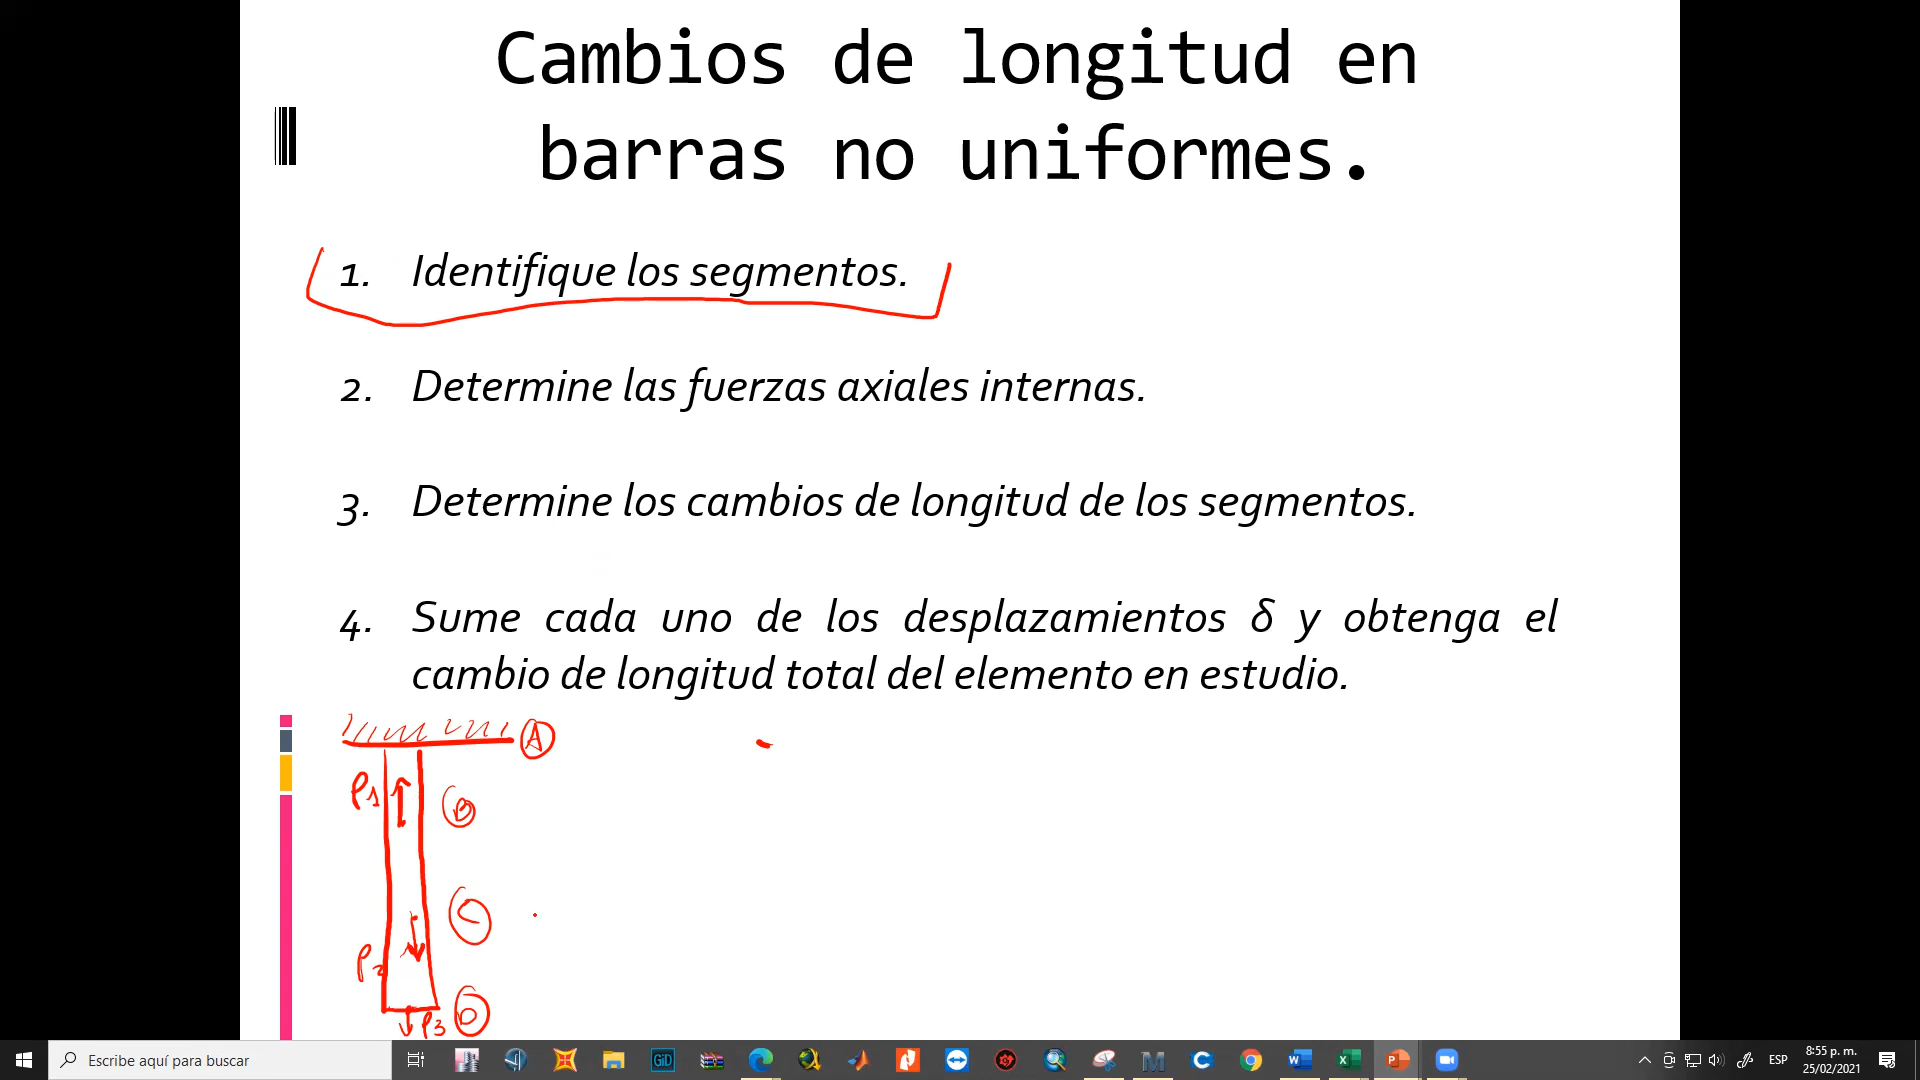 Cambios de longitud en
barras no uniformes.
1. Identifique los segmentos.
2. Determine las fuerzas axiales internas.
3. Determine los cambios de longitud de los segmentos.
4. Sume cada uno de los desplazamientos δ y obtenga el
cambio de longitud total del elemento en estudio.
A
P1
B
C
P2
P3
D
Escribe aquí para buscar
GiD
ESP
8:55 p. m.
25/02/2021